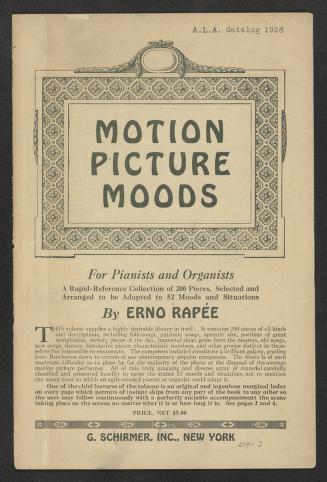 A.L.A. Catalog 1926
MOTION
PICTURE
MOODS
For Pianists and Organists
A Rapid-Reference Collection of 200 Pieces, Selected and
Arranged to be Adapted to 52 Moods and Situations
By ERNO RAPÉE
THIS volume supplies a highly desirable library in itself. It contains 200 pieces of all kinds
and descriptions, including folk-songs, patriotic songs, operatic airs, portions of great
symphonies, melody pieces of the day, immortal short gems from the masters, old songs,
new songs, dances, descriptive pieces, characteristic numbers, and other groups distinct in them-
selves but impossible to enumerate. The composers included constitute a brilliant galaxy, grading
from Beethoven down to certain of our contemporary popular composers. The music is of such
moderate difficulty as to place by far the majority of the pieces at the disposal of the average
motion picture performer. All of this truly amazing and diverse array of material carefully
classified and presented lastly to cover the stated 52 moods and situations, not to mention
the many more to which an agile-minded pianist or organist could adapt it.
One of the chief features of the volume is an original and ingenious marginal index
on every page which permits of instant skips from any part of the book to any other so
the user may follow continuously with a perfectly suitable accompaniment the scene
taking place on the screen no matter what it is or how long it is. See pages 2 and 4.
PRICE, NET $5.00
G. SCHIRMER, INC., NEW YORK